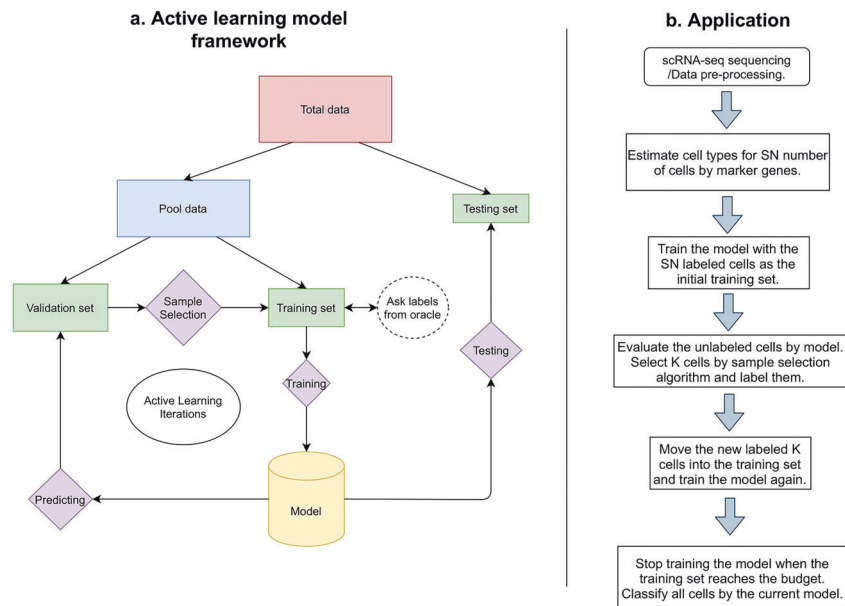 a. Active learning model
framework
Total data
Pool data
Testing set
Validation set
Sample
Selection
Training set
Ask labels
from oracle
Testing
Training
Active Learning
Iterations
Predicting
Model
b. Application
scRNA-seq sequencing
/Data pre-processing.
Estimate cell types for SN number
of cells by marker genes.
Train the model with the
SN labeled cells as the
initial training set.
Evaluate the unlabeled cells by model.
Select K cells by sample selection
algorithm and label them.
Move the new labeled K
cells into the training set
and train the model again.
Stop training the model when the
training set reaches the budget.
Classify all cells by the current model.